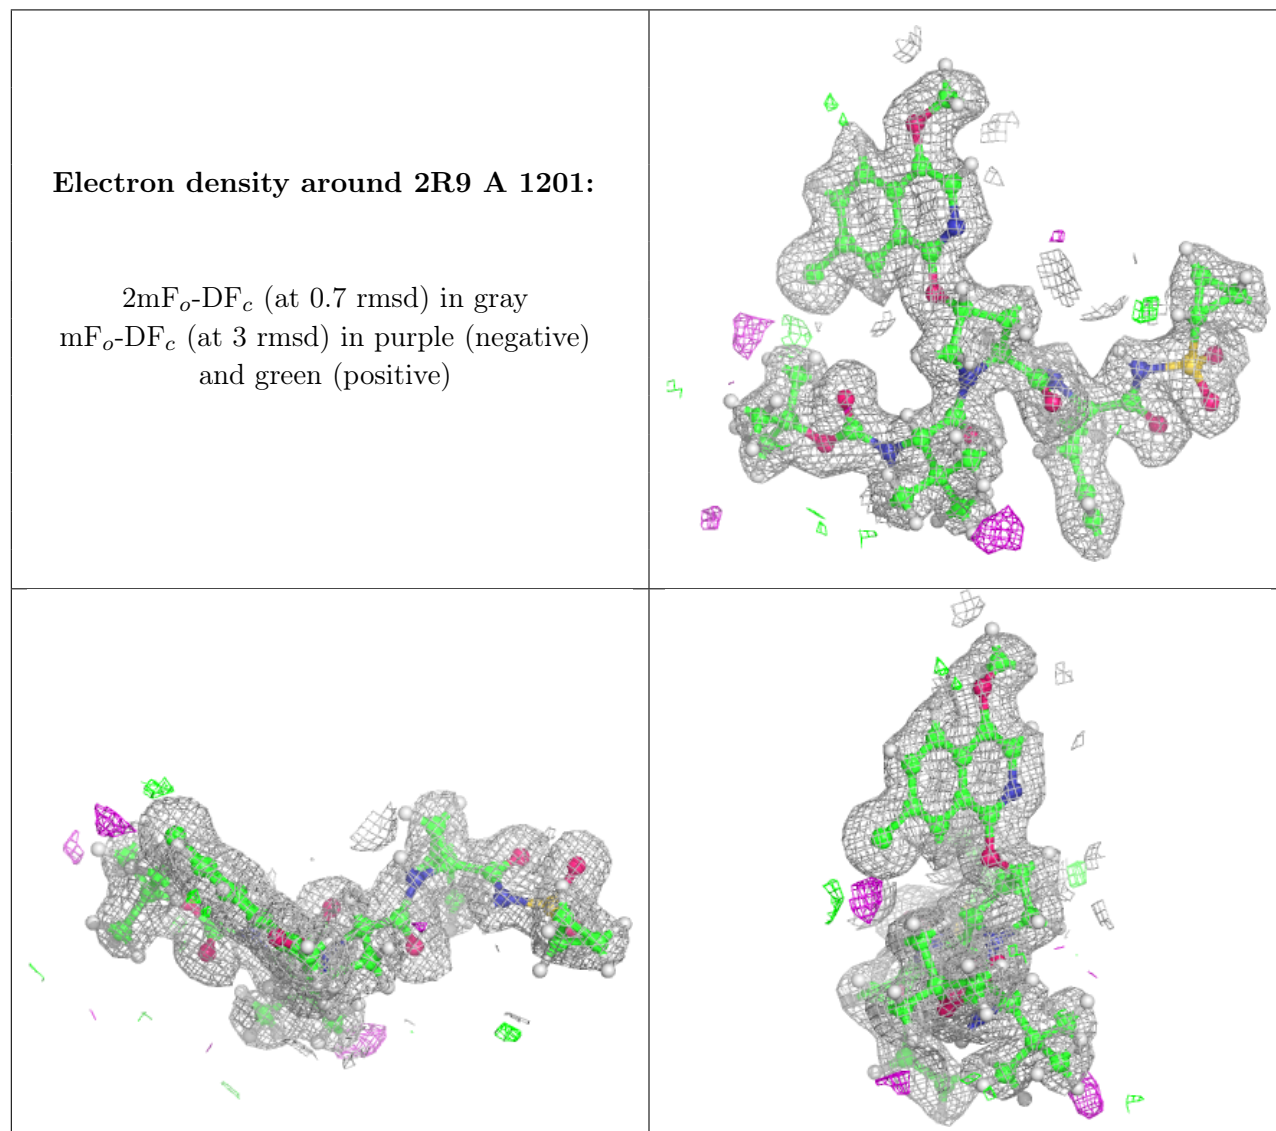 Electron density around 2R9 A 1201:
2mFo-DFc (at 0.7 rmsd) in gray
mFo-DFc (at 3 rmsd) in purple (negative)
and green (positive)